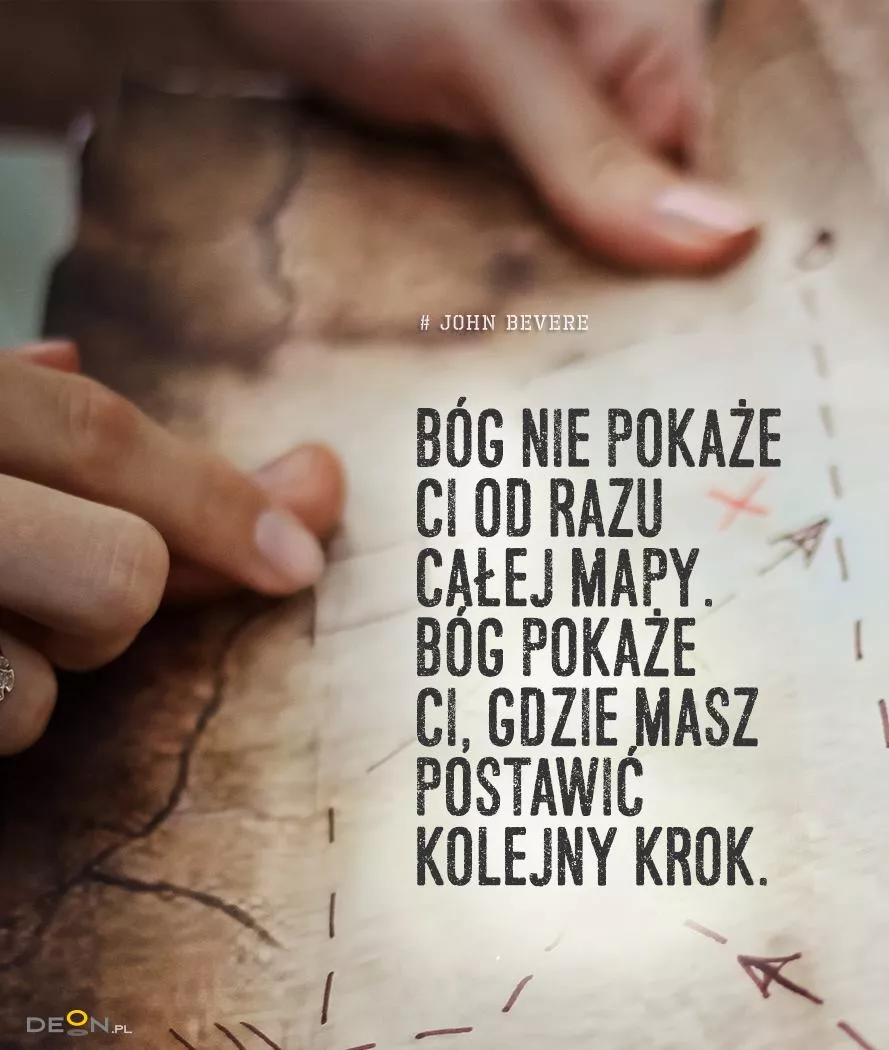 # JOHN BEVERE
BÓG NIE POKAŻE
CI OD RAZU
CAŁEJ MAPY.
BÓG POKAŻE
CI, GDZIE MASZ
POSTAWIĆ
KOLEJNY KROK.
DEON.PL